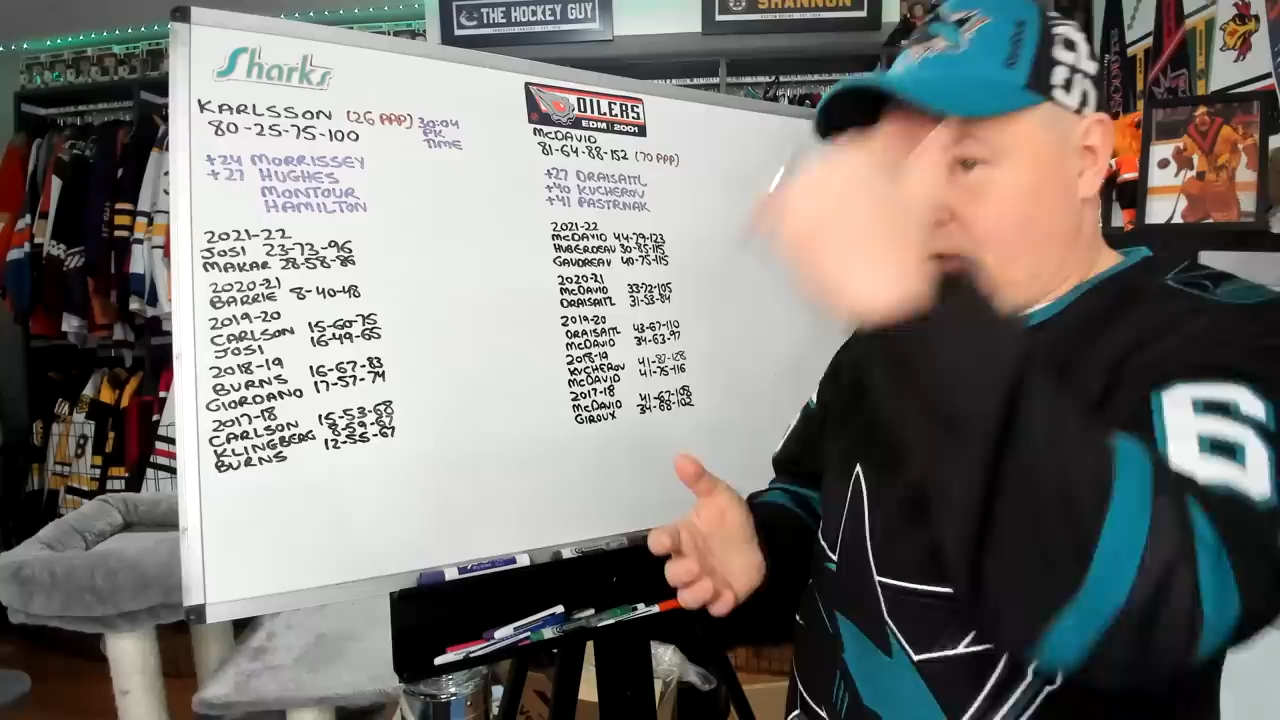 THE HOCKEY GUY
SHANNON
Sharks
KARLSSON (26 PPP) 30:04
80-25-75-100 PK
TIME
+24 MORRISSEY
+27 HUGHES
MONTOUR
HAMILTON
2021-22
JOSI 23-73-96
MAKAR 28-58-86
2020-21
BARRIE 8-40-48
2019-20
CARLSON 15-60-75
JOSI 16-49-65
2018-19
BURNS 16-67-83
GIORDANO 17-57-74
2017-18
CARLSON 15-53-68
KLINGBERG 8-59-67
BURNS 12-55-67
OILERS
EDM | 2001
MCDAVID
81-64-88-152 (70 PPP)
+27 DRAISAITL
+40 KUCHEROV
+41 PASTRNAK
2021-22
MCDAVID 44-79-123
HUBERDEAU 30-85-115
GAUDREAU 40-75-115
2020-21
MCDAVID 33-72-105
DRAISAITL 31-53-84
2019-20
DRAISAITL 43-67-110
MCDAVID 34-63-97
2018-19
KUCHEROV 41-87-128
MCDAVID 41-75-116
2017-18
MCDAVID 41-67-108
GIROUX 34-68-102
6